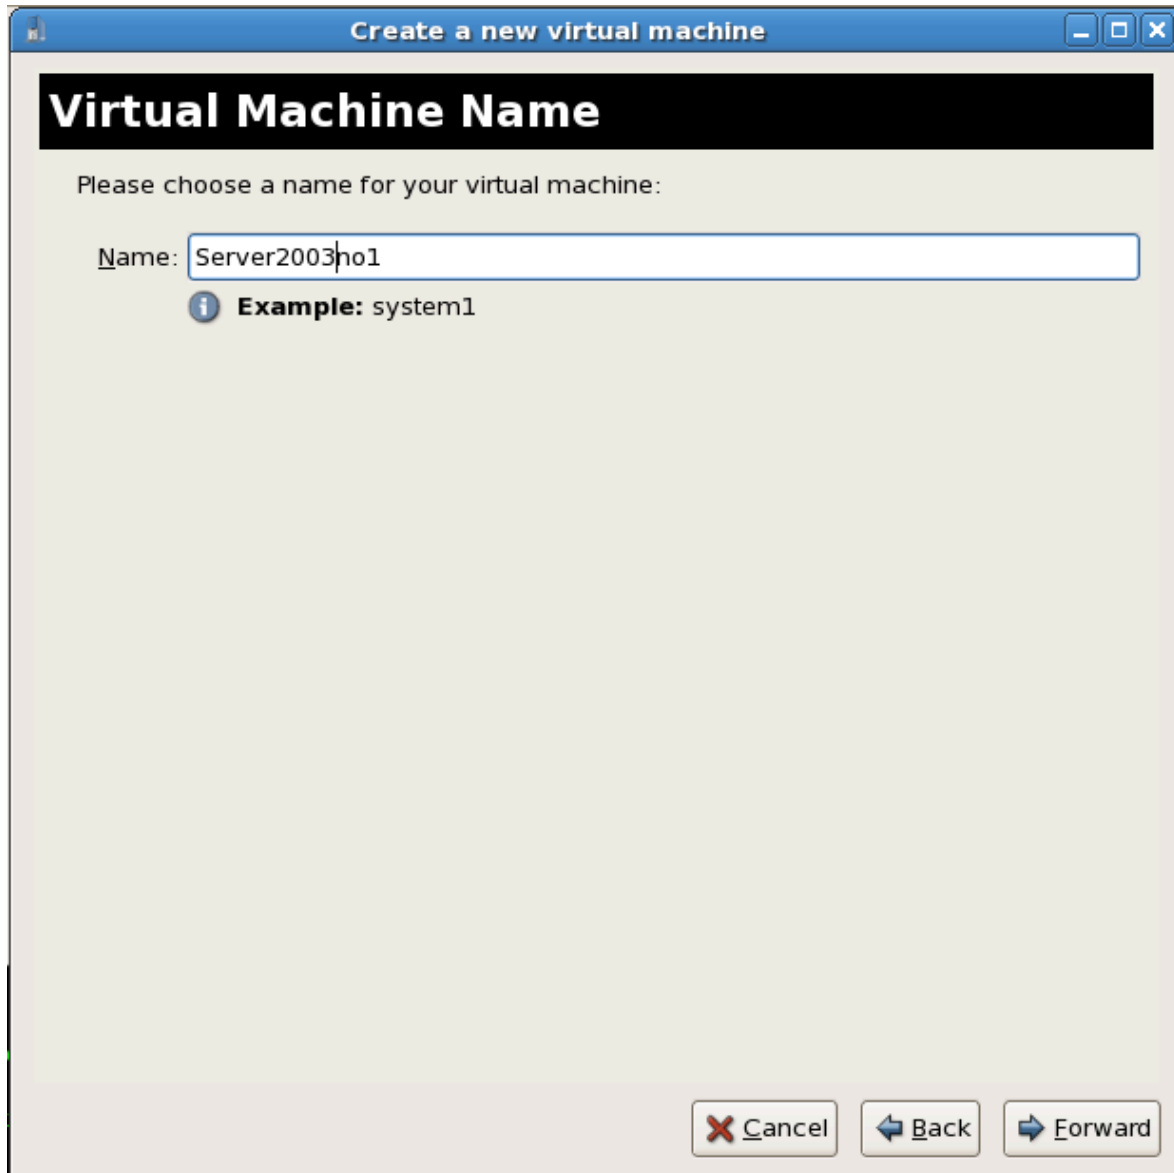 Create a new virtual machine
Virtual Machine Name
Please choose a name for your virtual machine:
Name: Server2003no1
Example: system1
Cancel Back Forward